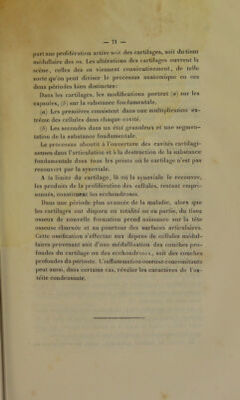 — 71 —
part une prolifération active soit des cartilages, soit du tissu
médullaire des os. Les altérations des cartilages ouvrent la
scène, celles des os viennent consécutivement, de telle
sorte qu'on peut diviser le processus anatomique en ces
deux périodes bien distinctes:
Dans les cartilages, les modifications portent (a) sur les
capsules, (b) sur la substance fondamentale.
(a) Les premières consistent dans une multiplication ex-
trême des cellules dans chaque cavité.
(b) Les secondes dans un état granuleux et une segmen-
tation de la substance fondamentale.
Le processus aboutit à l'ouverture des cavités cartilagi-
neuses dans l'articulation et à la destruction de la substance
fondamentale dans tous les points où le cartilage n'est pas
recouvert par la synoviale.
A la limite du cartilage, là où la synoviale le recouvre,
les produits de la prolifération des cellules, restant empri-
sonnés, constituent les ecchondroses.
Dans une période plus avancée de la maladie, alors que
les cartilages ont disparu en totalité ou en partie, du tissu
osseux de nouvelle formation prend naissance sur la tête
osseuse éburnée et au pourtour des surfaces articulaires.
Cette ossification s'effectue aux dépens de cellules médul-
laires provenant soit d'une médullisation des couches pro-
fondes du cartilage ou des ecchondroses, soit des couches
profondes du périoste. L'inflammation osseuse concomitante
peut aussi, dans certains cas, révéler les caractères de l'os-
téite condensante.